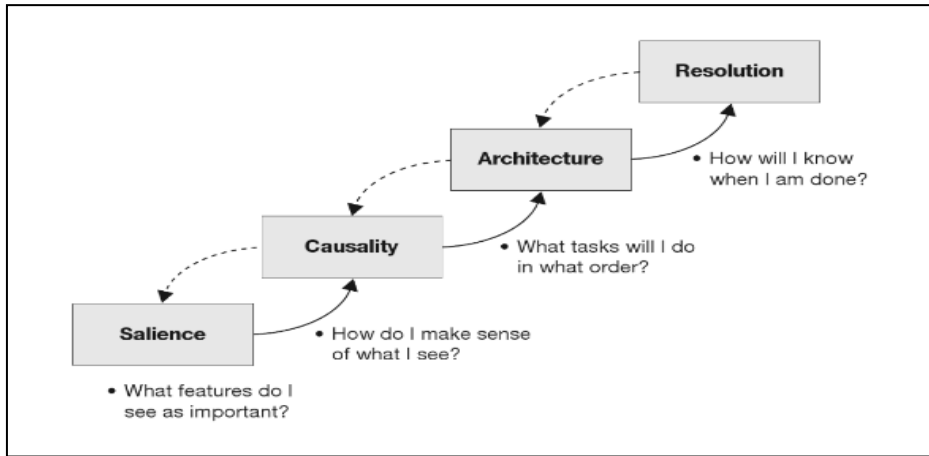 Resolution
Architecture
• How will I know
when I am done?
Causality
• What tasks will I do
in what order?
Salience
• How do I make sense
of what I see?
• What features do I
see as important?